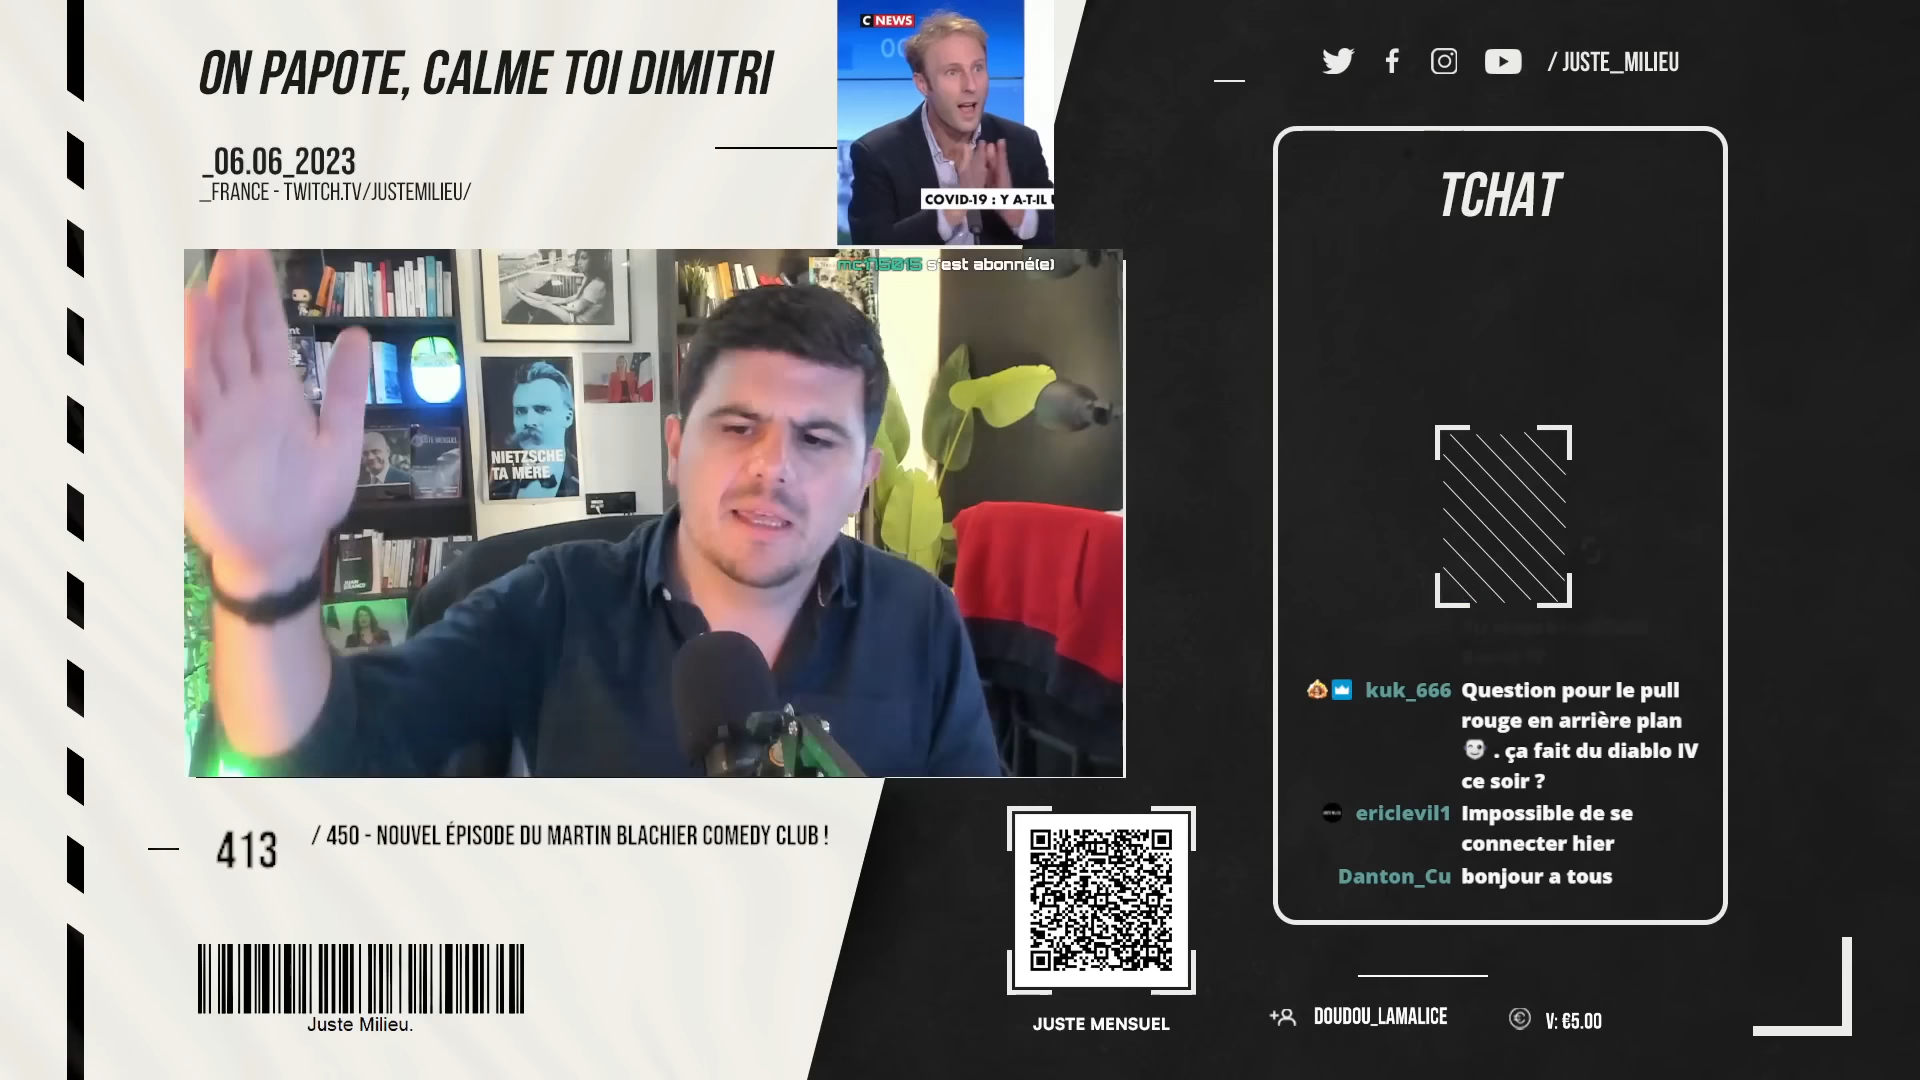 ON PAPOTE, CALME TOI DIMITRI
_06.06_2023
_FRANCE - TWITCH.TV/JUSTEMILIEU/
C NEWS
COVID-19 : Y A-T-IL
/ JUSTE_MILIEU
TCHAT
mc115015 s'est abonné(e)
NIETZSCHE
TA MÈRE
kuk_666 Question pour le pull
rouge en arrière plan
. ça fait du diablo IV
ce soir ?
ericlevil1 Impossible de se
connecter hier
Danton_Cu bonjour a tous
413
/ 450 - NOUVEL ÉPISODE DU MARTIN BLACHIER COMEDY CLUB !
Juste Milieu.
JUSTE MENSUEL
DOUDOU_LAMALICE
V: €5.00